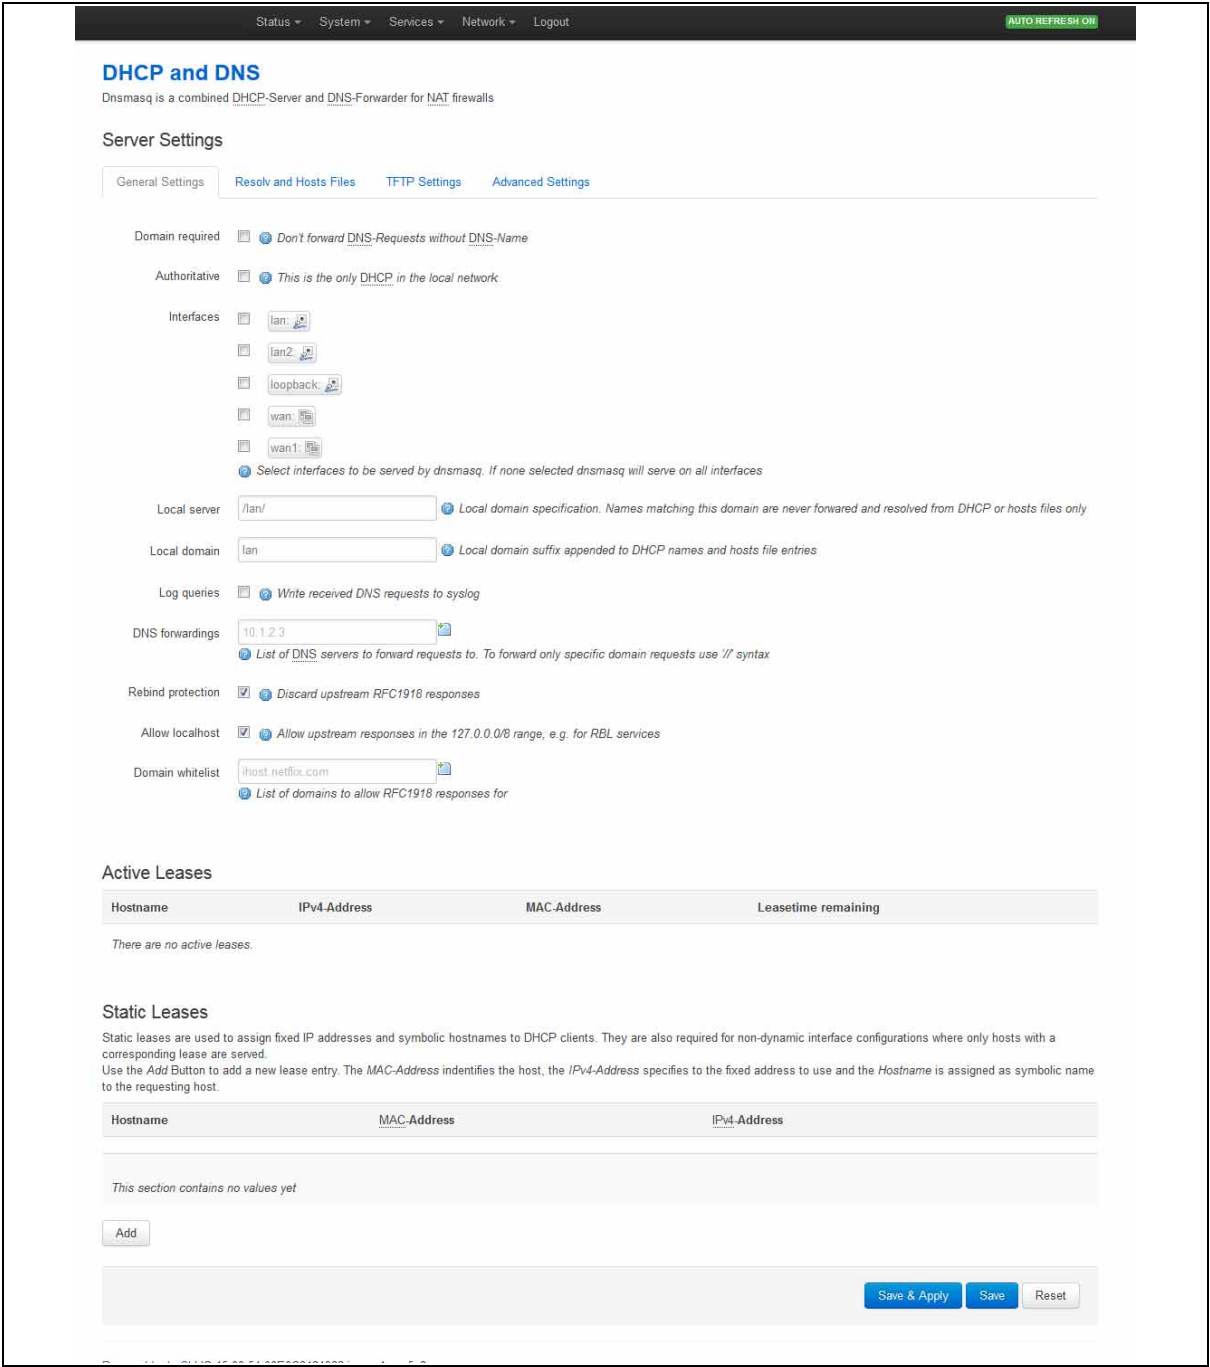 Status System Services Network Logout AUTO REFRESH ON
DHCP and DNS
Dnsmasq is a combined DHCP-Server and DNS-Forwarder for NAT firewalls
Server Settings
General Settings Resolv and Hosts Files TFTP Settings Advanced Settings
Domain required Don't forward DNS-Requests without DNS-Name
Authoritative This is the only DHCP in the local network
Interfaces lan:
lan2:
loopback:
wan:
wan1:
Select interfaces to be served by dnsmasq. If none selected dnsmasq will serve on all interfaces
Local server /lan/ Local domain specification. Names matching this domain are never forwared and resolved from DHCP or hosts files only
Local domain lan Local domain suffix appended to DHCP names and hosts file entries
Log queries Write received DNS requests to syslog
DNS forwardings 10.1.2.3
List of DNS servers to forward requests to. To forward only specific domain requests use '//' syntax
Rebind protection Discard upstream RFC1918 responses
Allow localhost Allow upstream responses in the 127.0.0.0/8 range, e.g. for RBL services
Domain whitelist ihost.netflix.com
List of domains to allow RFC1918 responses for
Active Leases
Hostname IPv4-Address MAC-Address Leasetime remaining
There are no active leases.
Static Leases
Static leases are used to assign fixed IP addresses and symbolic hostnames to DHCP clients. They are also required for non-dynamic interface configurations where only hosts with a
corresponding lease are served.
Use the Add Button to add a new lease entry. The MAC-Address indentifies the host, the IPv4-Address specifies to the fixed address to use and the Hostname is assigned as symbolic name
to the requesting host.
Hostname MAC-Address IPv4-Address
This section contains no values yet
Add
Save & Apply Save Reset